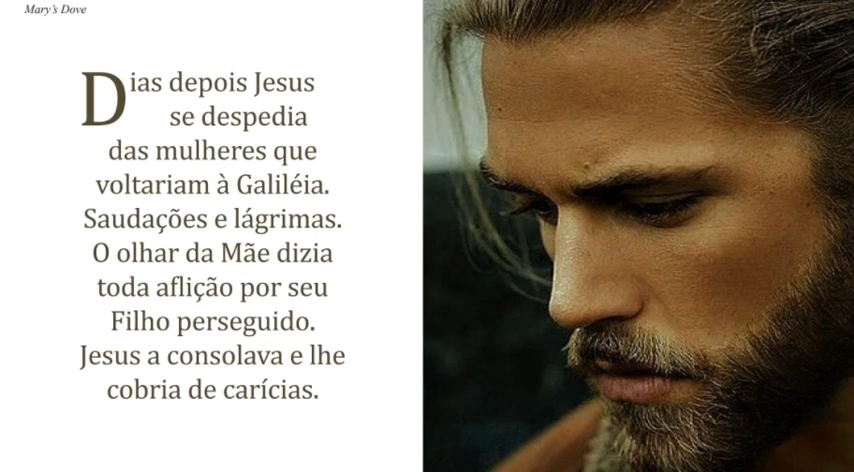 Mary's Dove
Dias depois Jesus
se despedia
das mulheres que
voltariam à Galiléia.
Saudações e lágrimas.
O olhar da Mãe dizia
toda aflição por seu
Filho perseguido.
Jesus a consolava e lhe
cobria de carícias.